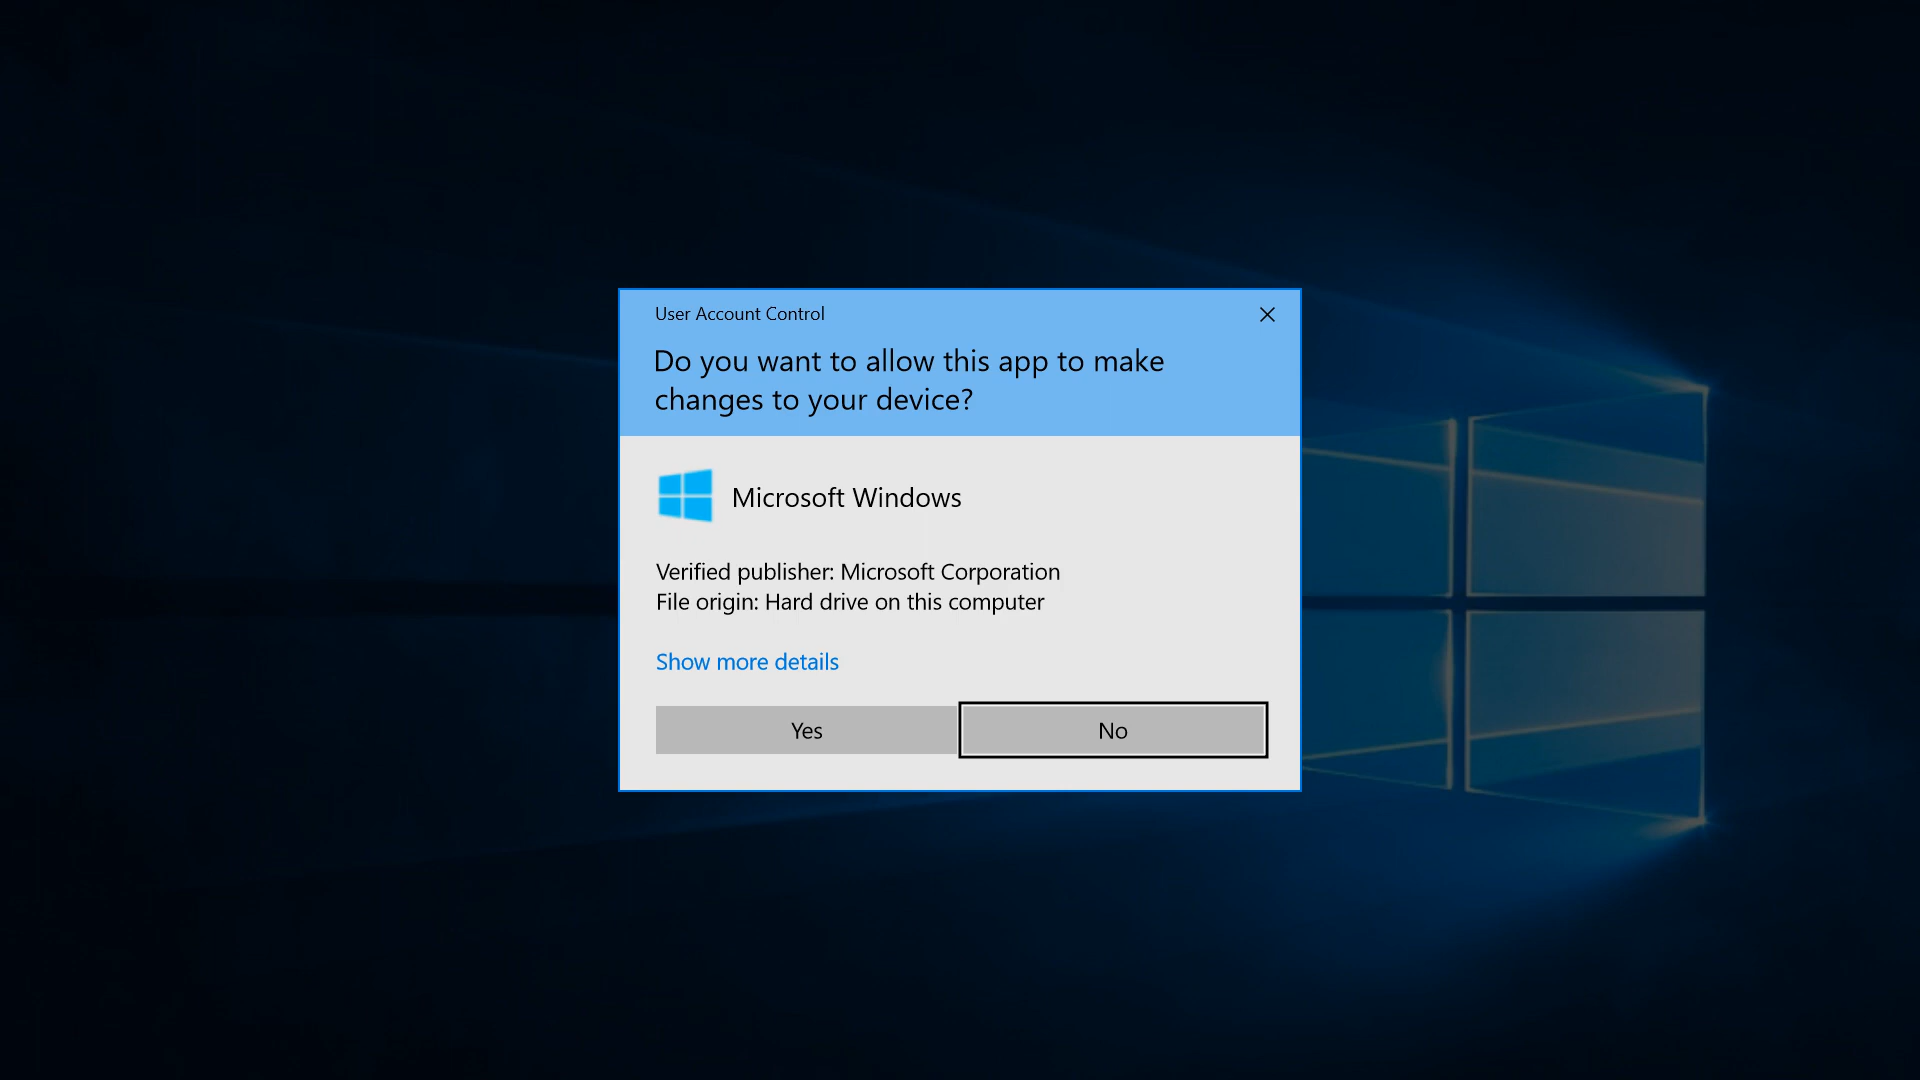 User Account Control
Do you want to allow this app to make
changes to your device?
Microsoft Windows
Verified publisher: Microsoft Corporation
File origin: Hard drive on this computer
Show more details
Yes
No